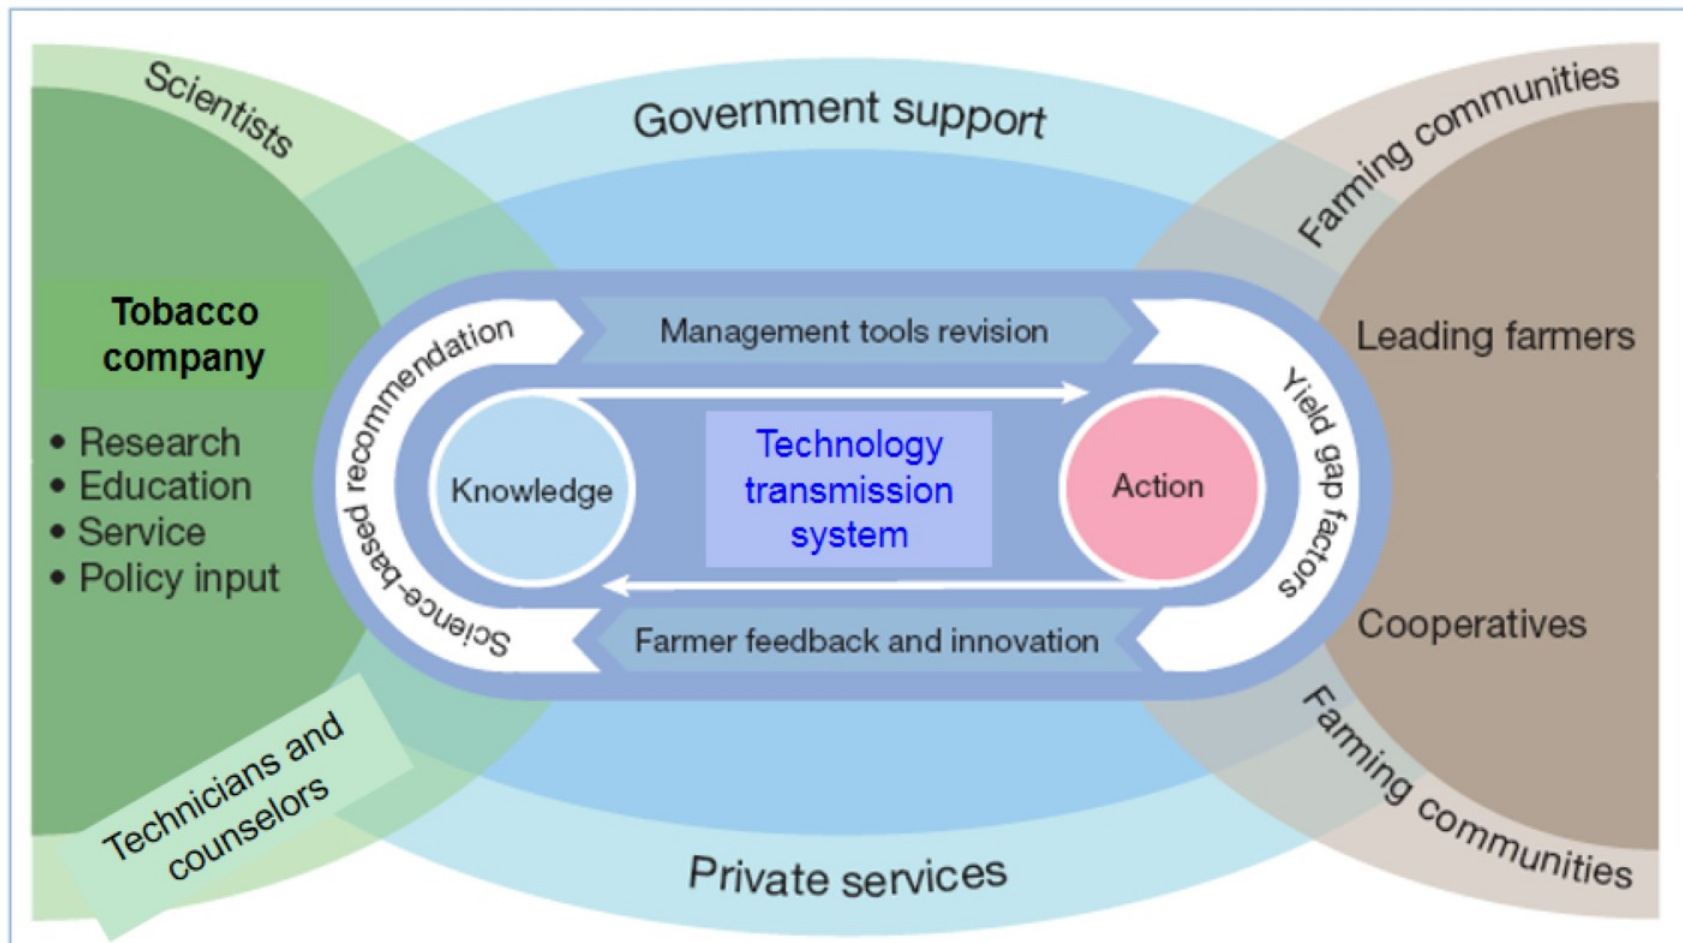 Scientists
Government support
Farming communities
Tobacco
company
• Research
• Education
• Service
• Policy input
Science-based recommendation
Management tools revision
Knowledge
Technology
transmission
system
Action
Yield gap factors
Farmer feedback and innovation
Leading farmers
Cooperatives
Technicians and
counselors
Private services
Farming communities